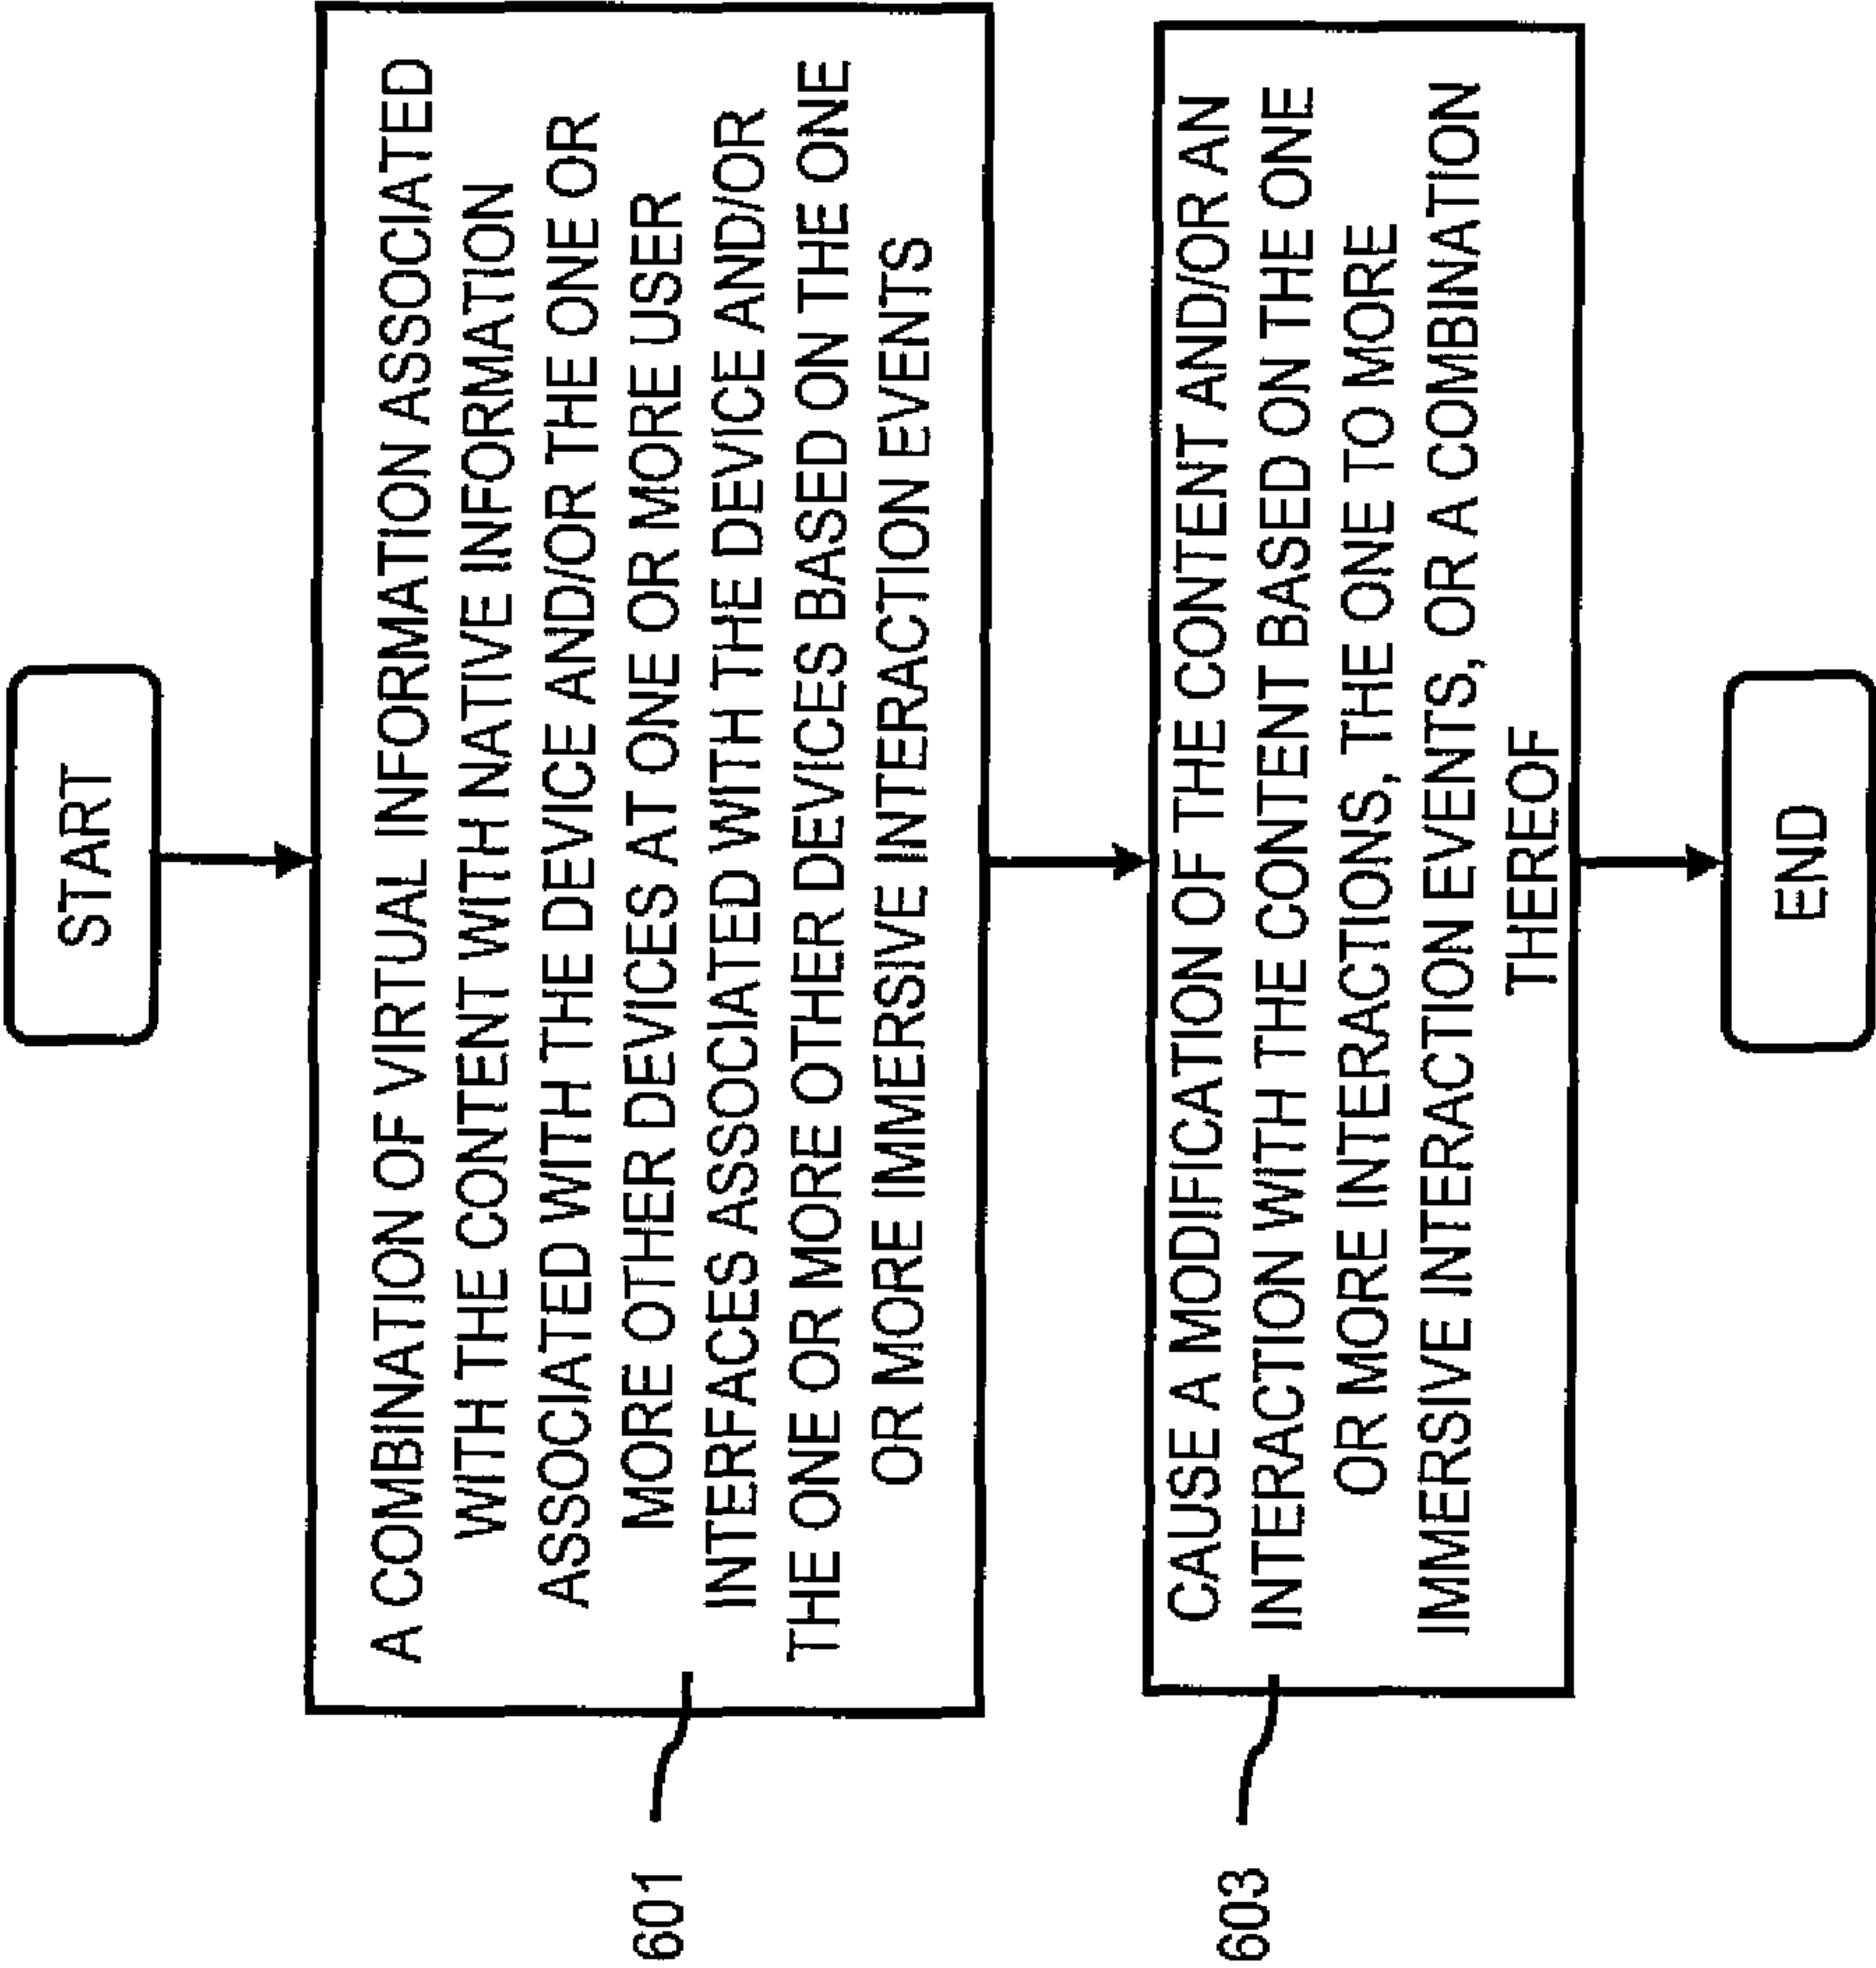 START
A COMBINATION OF VIRTUAL INFORMATION ASSOCIATED
WITH THE CONTENT WITH NATIVE INFORMATION
ASSOCIATED WITH THE DEVICE AND/OR THE ONE OR
MORE OTHER DEVICES AT ONE OR MORE USER
INTERFACES ASSOCIATED WITH THE DEVICE AND/OR
THE ONE OR MORE OTHER DEVICES BASED ON THE ONE
OR MORE IMMERSIVE INTERACTION EVENTS
601
CAUSE A MODIFICATION OF THE CONTENT AND/OR AN
INTERACTION WITH THE CONTENT BASED ON THE ONE
OR MORE INTERACTIONS, THE ONE TO MORE
IMMERSIVE INTERACTION EVENTS, OR A COMBINATION
THEREOF
603
END